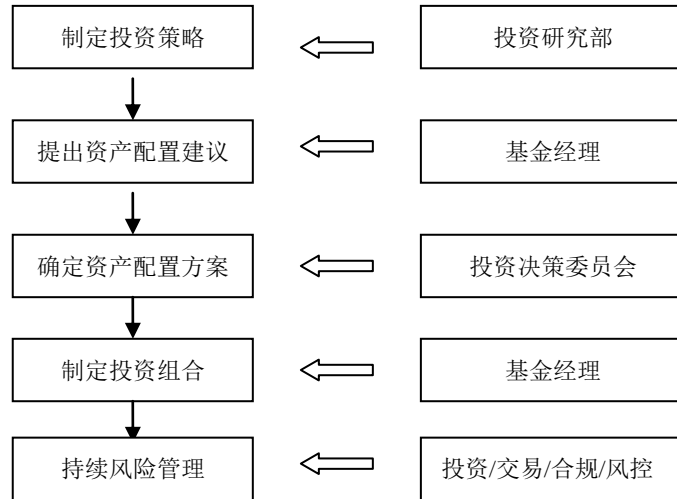 制定投资策略
投资研究部
提出资产配置建议
基金经理
确定资产配置方案
投资决策委员会
制定投资组合
基金经理
持续风险管理
投资/交易/合规/风控